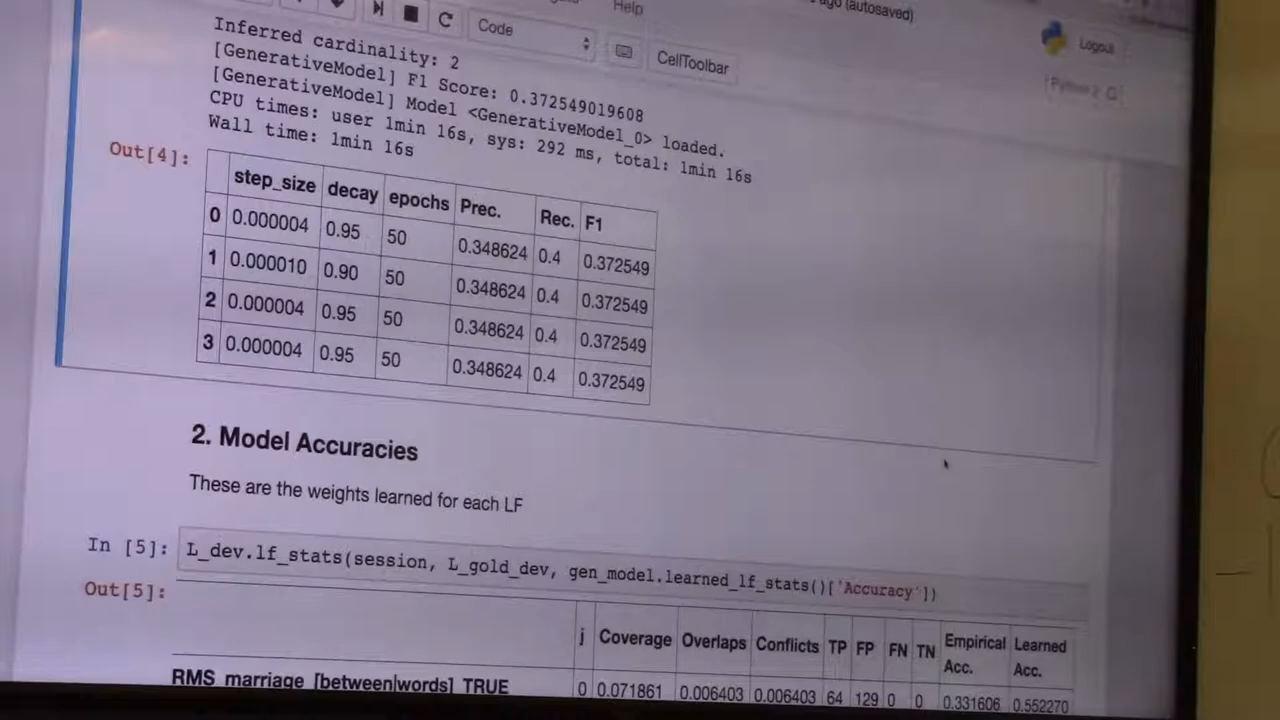 Help
ago (autosaved)
Code
CellToolbar
Logout
Python 2
Inferred cardinality: 2
[GenerativeModel] F1 Score: 0.372549019608
[GenerativeModel] Model <GenerativeModel_0> loaded.
CPU times: user 1min 16s, sys: 292 ms, total: 1min 16s
Wall time: 1min 16s
Out[4]:
step_size decay epochs Prec. Rec. F1
0 0.000004 0.95 50 0.348624 0.4 0.372549
1 0.000010 0.90 50 0.348624 0.4 0.372549
2 0.000004 0.95 50 0.348624 0.4 0.372549
3 0.000004 0.95 50 0.348624 0.4 0.372549
2. Model Accuracies
These are the weights learned for each LF
In [5]: L_dev.lf_stats(session, L_gold_dev, gen_model.learned_lf_stats()['Accuracy'])
Out[5]:
j Coverage Overlaps Conflicts TP FP FN TN Empirical Acc. Learned Acc.
RMS marriage [between|words] TRUE 0 0.071861 0.006403 0.006403 64 129 0 0 0.331606 0.552270